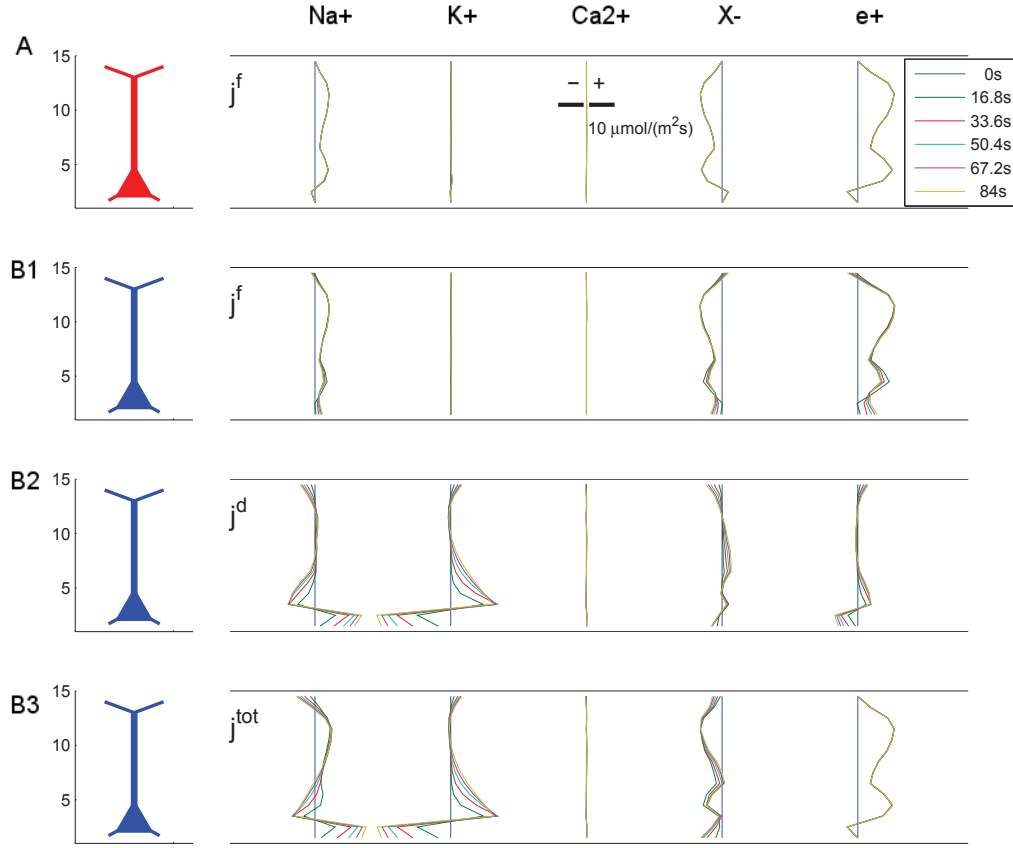 Na+ K+ Ca2+ X- e+
A
15
10
5
j^f
− +
10 μmol/(m²s)
0s
16.8s
33.6s
50.4s
67.2s
84s
B1
15
10
5
j^f
B2
15
10
5
j^d
B3
15
10
5
j^tot